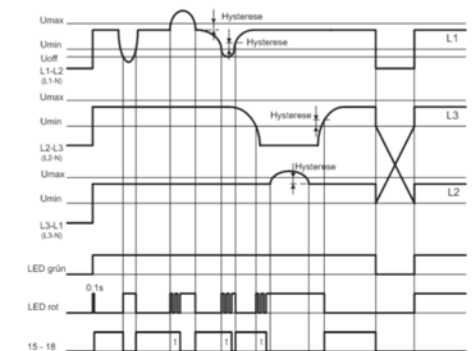 Umax
Hysterese
L1
Umin
Hysterese
Uoff
L1-L2
(L1-N)
Umax
Umin
Hysterese
L3
L2-L3
(L2-N)
Umax
Hysterese
Umin
L2
L3-L1
(L3-N)
LED grün
0.1s
LED rot
15 - 18
t
t
t